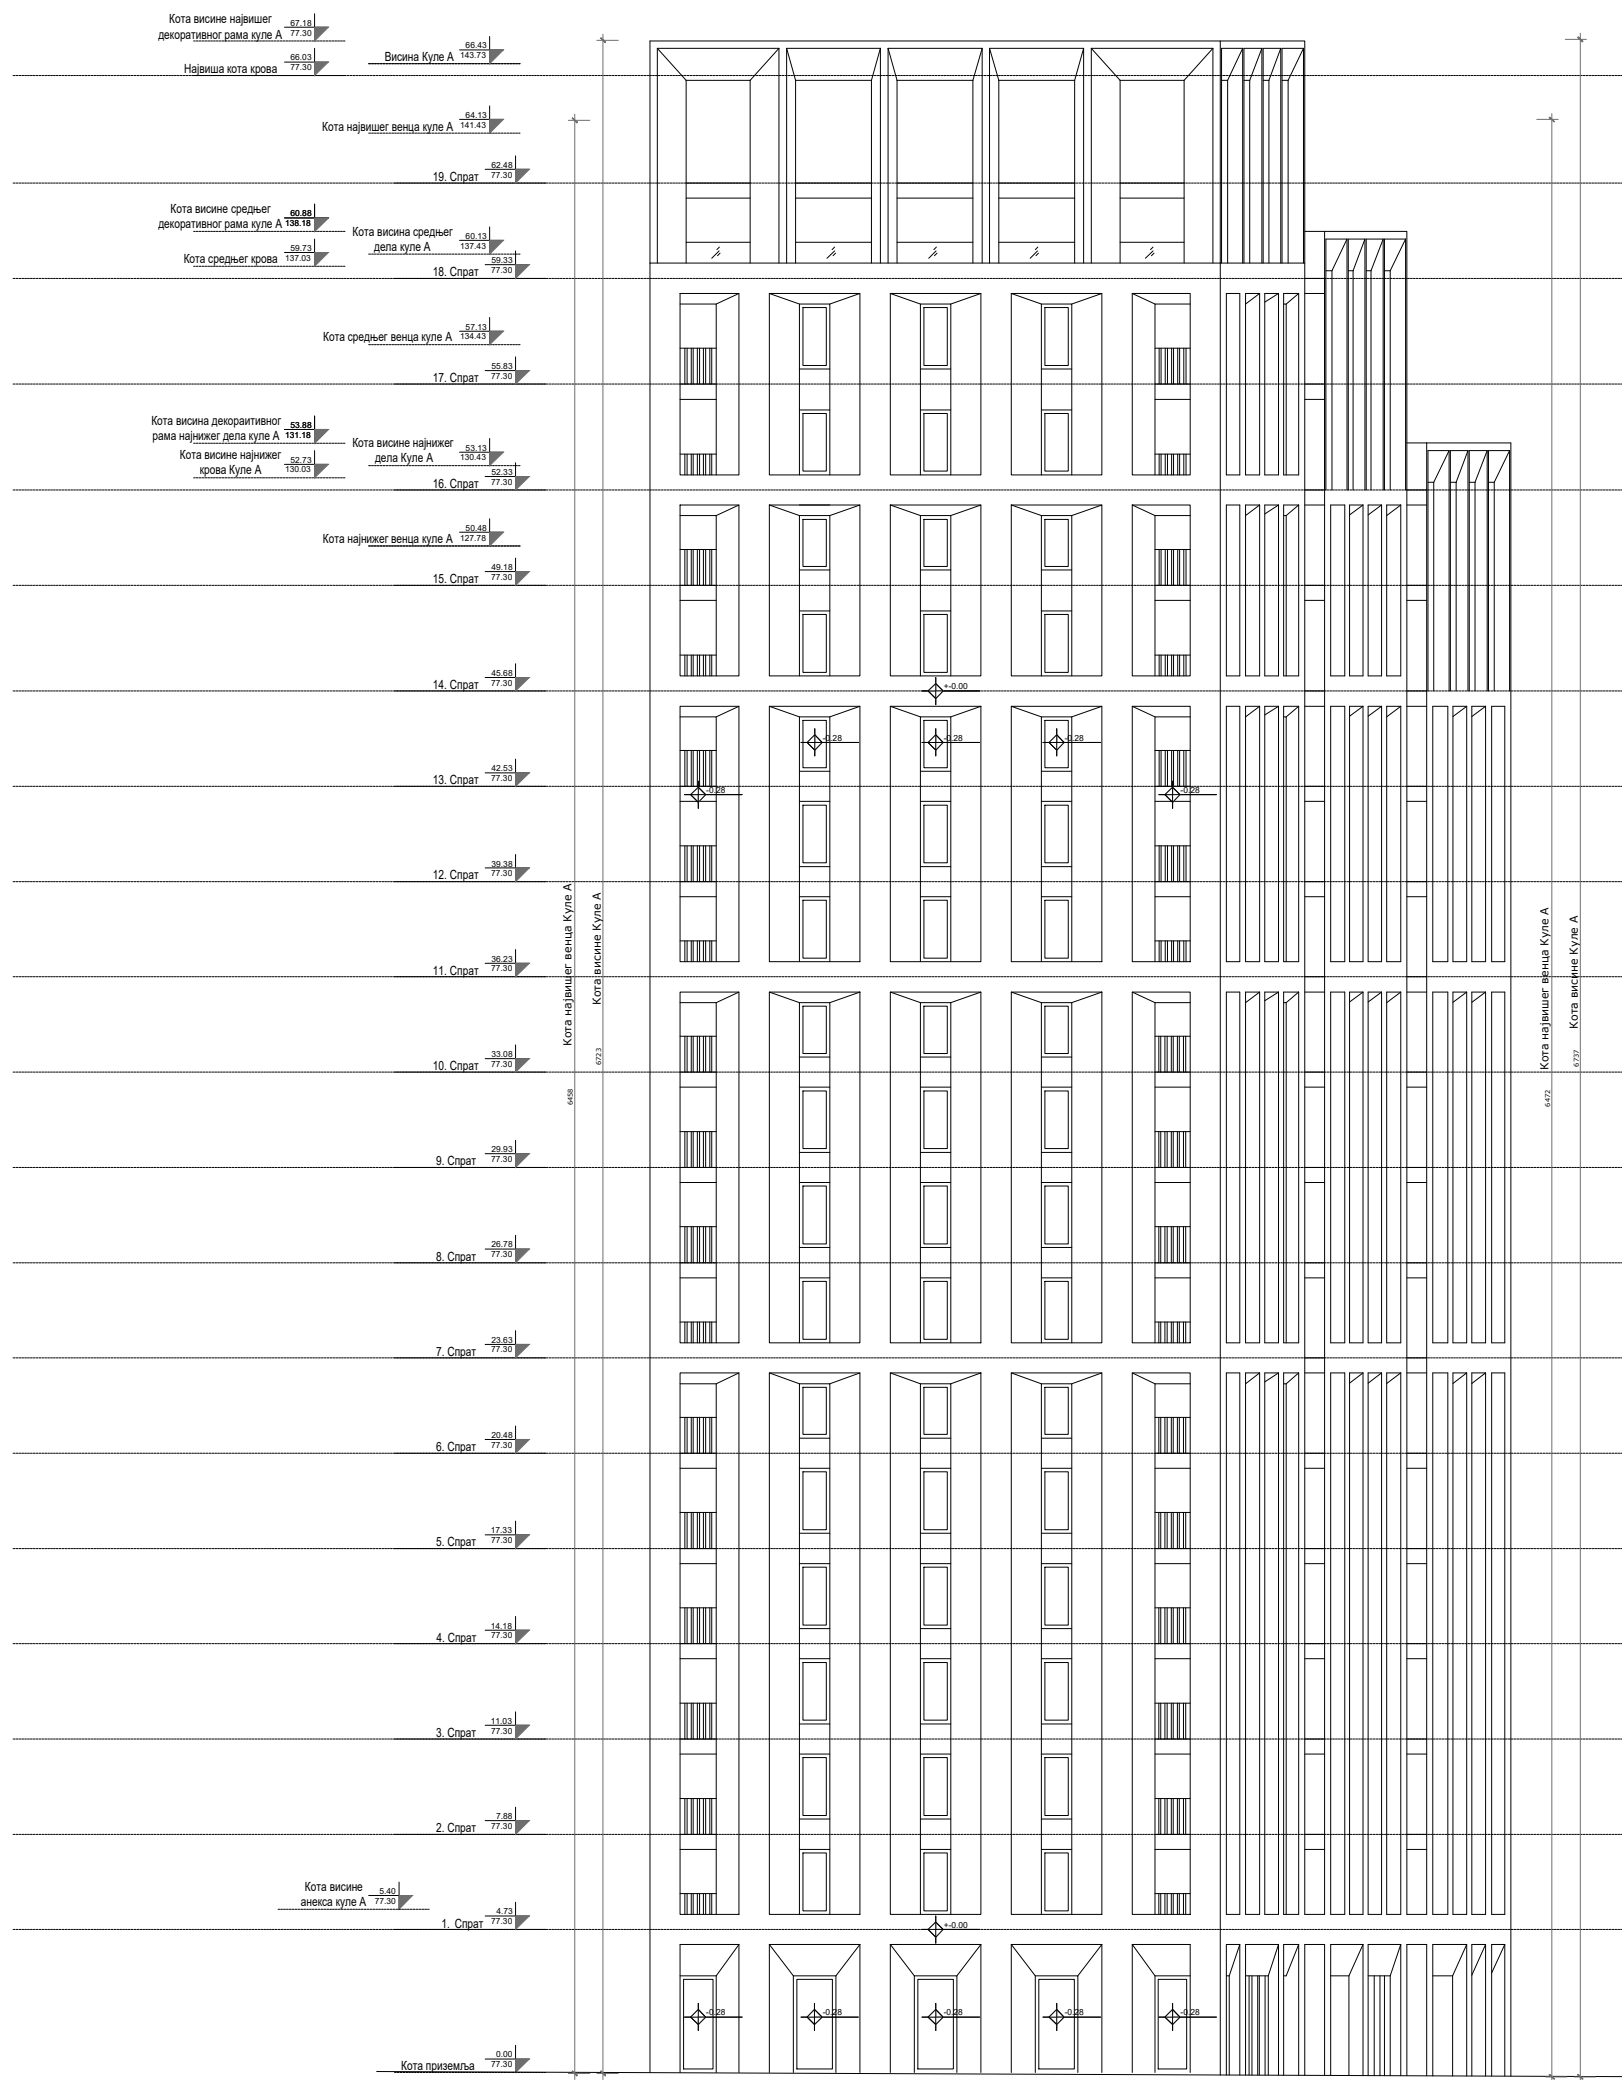 Кота висине највишег
декоративног рама куле А
67.18
77.30
Висина Куле А
66.43
143.73
Највиша кота крова
66.03
77.30
Кота највишег венца куле А
64.13
141.43
19. Спрат
62.48
77.30
Кота висине средњег
декоративног рама куле А
60.88
138.18
Кота висина средњег
дела куле А
60.13
137.43
Кота средњег крова
59.73
137.03
18. Спрат
59.33
77.30
Кота средњег венца куле А
57.13
134.43
17. Спрат
55.83
77.30
Кота висина декораитивног
рама најнижег дела куле А
53.88
131.18
Кота висине најнижег
дела Куле А
53.13
130.43
Кота висине најнижег
крова Куле А
52.73
130.03
16. Спрат
52.33
77.30
Кота најнижег венца куле А
50.48
127.78
15. Спрат
49.18
77.30
14. Спрат
45.68
77.30
+-0.00
-0.28
-0.28
-0.28
13. Спрат
42.53
77.30
-0.28
-0.28
12. Спрат
39.38
77.30
Кота највишег венца Куле А
6458
Кота висине Куле А
6723
Кота највишег венца Куле А
6472
Кота висине Куле А
6737
11. Спрат
36.23
77.30
10. Спрат
33.08
77.30
9. Спрат
29.93
77.30
8. Спрат
26.78
77.30
7. Спрат
23.63
77.30
6. Спрат
20.48
77.30
5. Спрат
17.33
77.30
4. Спрат
14.18
77.30
3. Спрат
11.03
77.30
2. Спрат
7.88
77.30
Кота висине
анекса куле А
5.40
77.30
1. Спрат
4.73
77.30
+-0.00
-0.28
-0.28
-0.28
-0.28
-0.28
Кота приземља
0.00
77.30